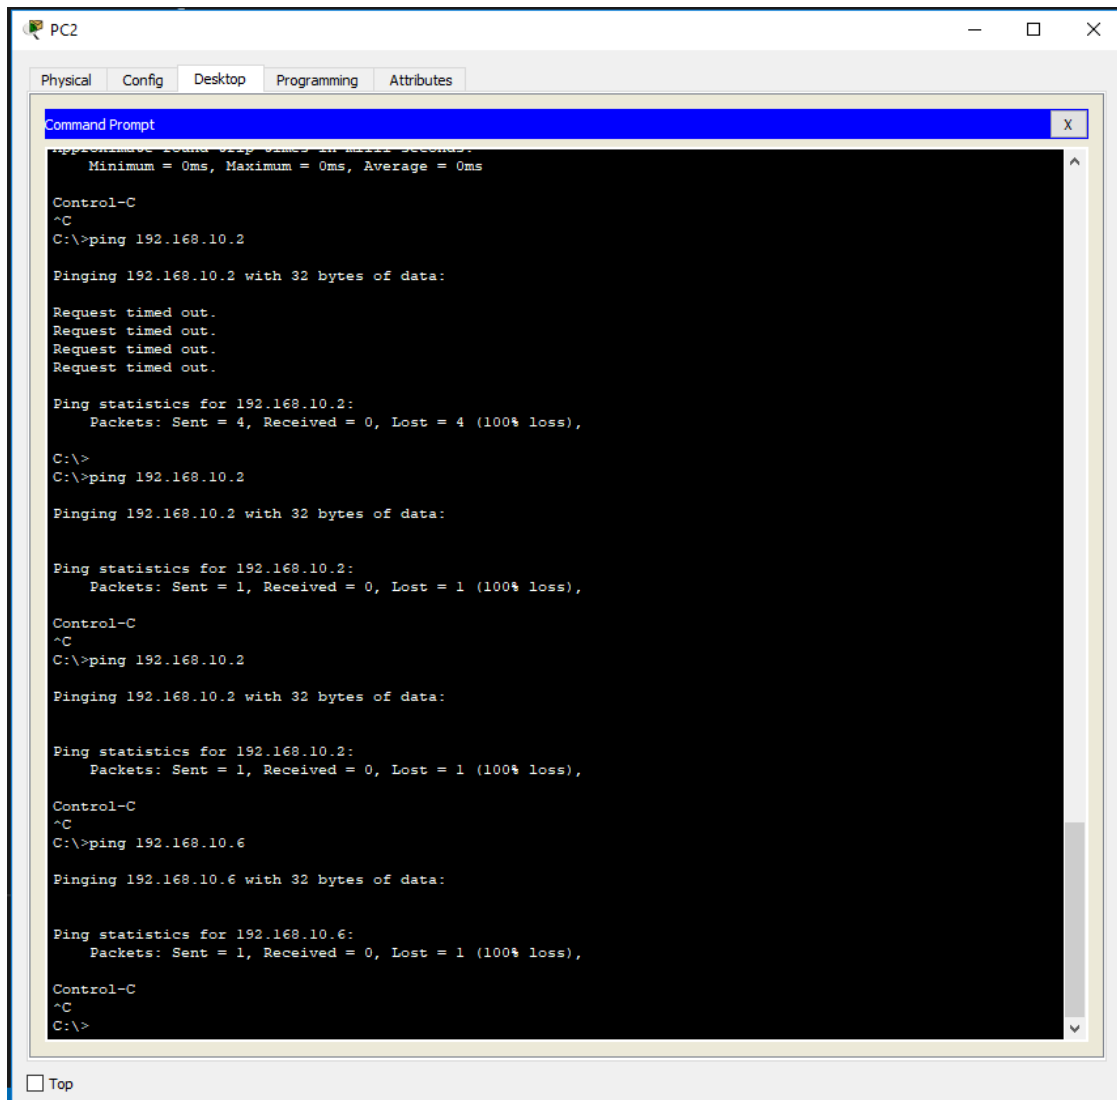 PC2
Physical Config Desktop Programming Attributes
Command Prompt
X
Approximate round trip times in milli-seconds:
Minimum = 0ms, Maximum = 0ms, Average = 0ms
Control-C
^C
C:\>ping 192.168.10.2
Pinging 192.168.10.2 with 32 bytes of data:
Request timed out.
Request timed out.
Request timed out.
Request timed out.
Ping statistics for 192.168.10.2:
Packets: Sent = 4, Received = 0, Lost = 4 (100% loss),
C:\>
C:\>ping 192.168.10.2
Pinging 192.168.10.2 with 32 bytes of data:
Ping statistics for 192.168.10.2:
Packets: Sent = 1, Received = 0, Lost = 1 (100% loss),
Control-C
^C
C:\>ping 192.168.10.2
Pinging 192.168.10.2 with 32 bytes of data:
Ping statistics for 192.168.10.2:
Packets: Sent = 1, Received = 0, Lost = 1 (100% loss),
Control-C
^C
C:\>ping 192.168.10.6
Pinging 192.168.10.6 with 32 bytes of data:
Ping statistics for 192.168.10.6:
Packets: Sent = 1, Received = 0, Lost = 1 (100% loss),
Control-C
^C
C:\>
Top